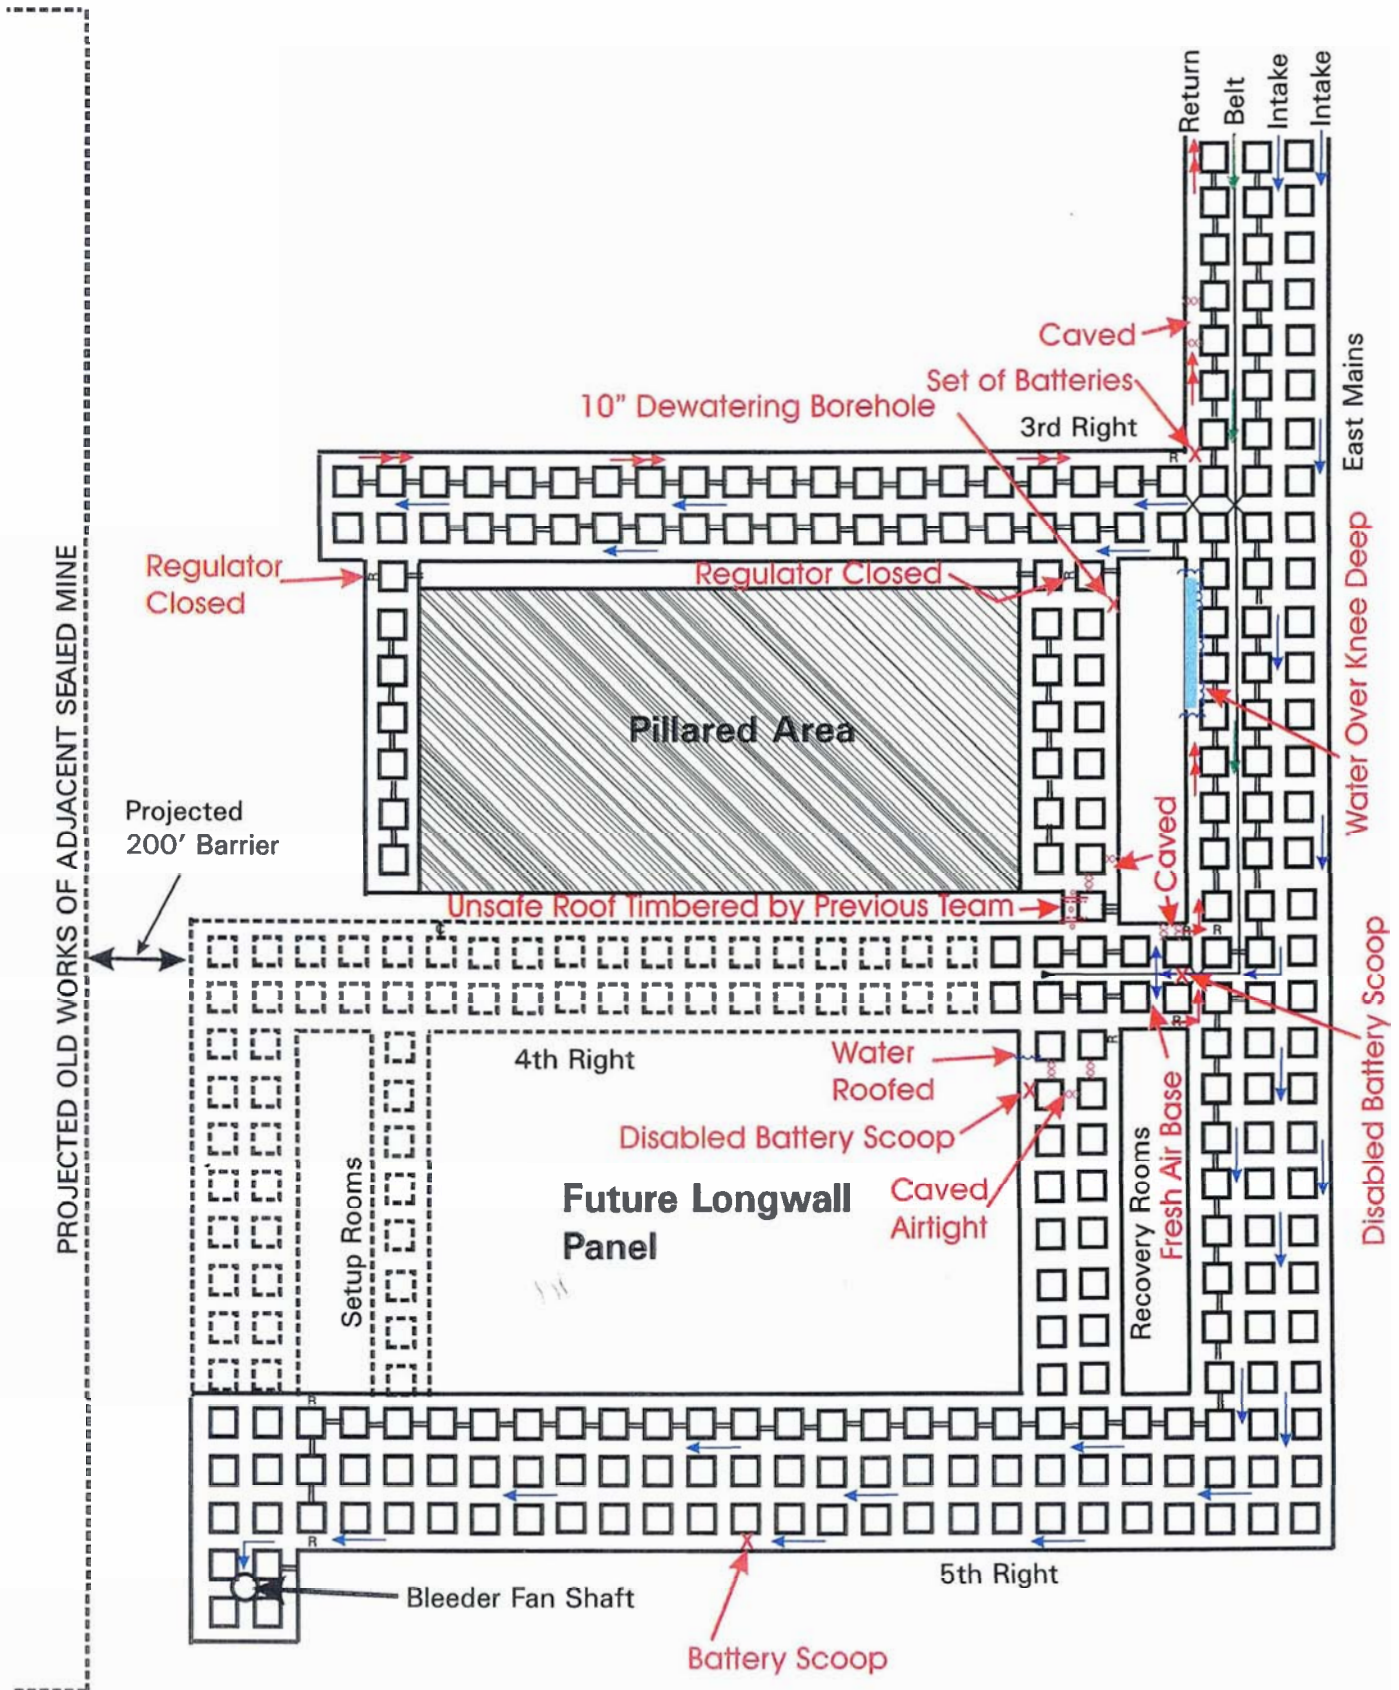 Return
Belt
Intake
Intake
Caved
Set of Batteries
10" Dewatering Borehole
3rd Right
East Mains
R
Regulator
Closed
R
Regulator Closed
R
Water Over Knee Deep
PROJECTED OLD WORKS OF ADJACENT SEALED MINE
Pillared Area
Projected
200' Barrier
Caved
Unsafe Roof Timbered by Previous Team
R
R
Disabled Battery Scoop
R
4th Right
Water
Roofed
R
Disabled Battery Scoop
Caved
Airtight
Fresh Air Base
Recovery Rooms
Setup Rooms
Future Longwall
Panel
R
R
5th Right
Bleeder Fan Shaft
Battery Scoop